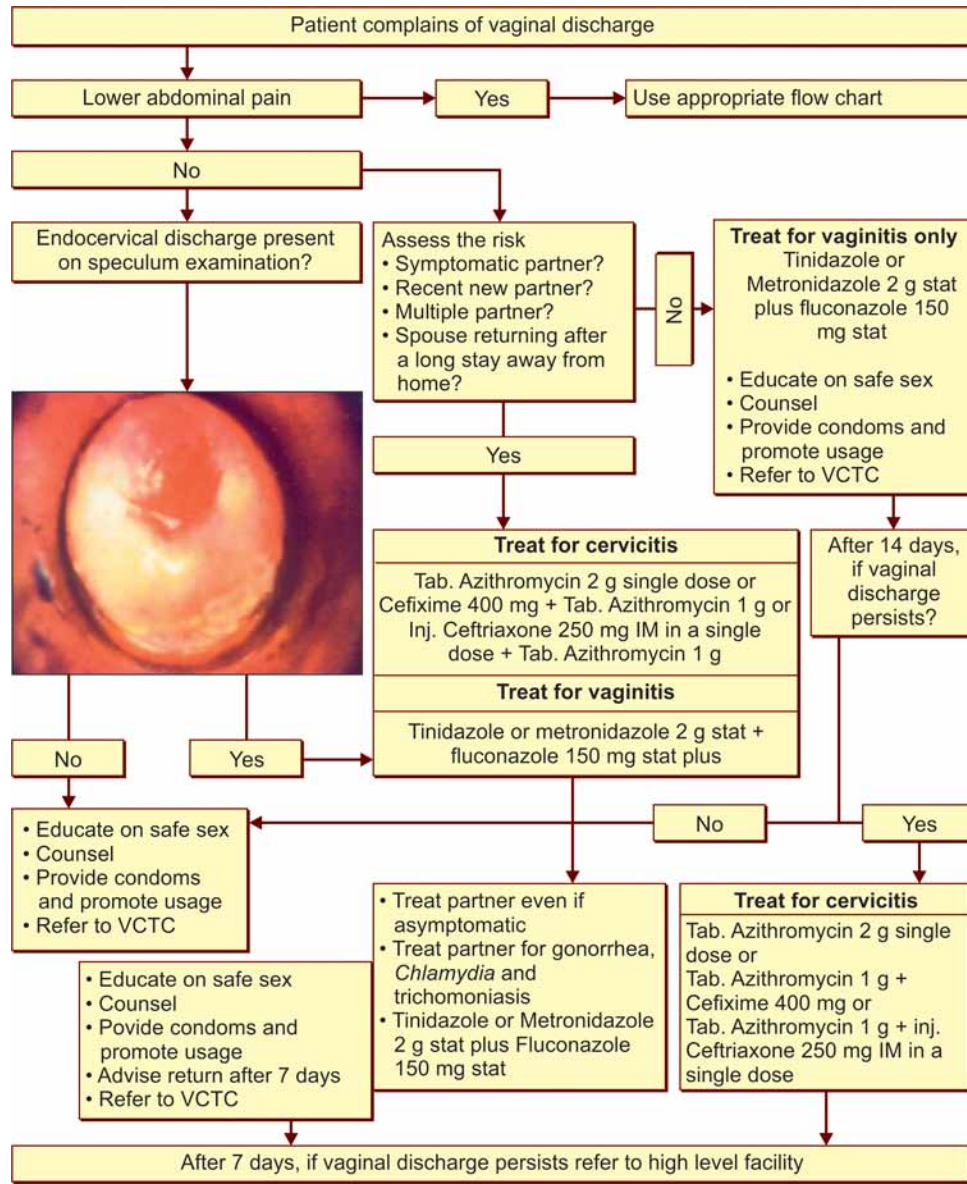 Patient complains of vaginal discharge
Lower abdominal pain
Yes
Use appropriate flow chart
No
Endocervical discharge present
on speculum examination?
Assess the risk
• Symptomatic partner?
• Recent new partner?
• Multiple partner?
• Spouse returning after
a long stay away from
home?
No
Treat for vaginitis only
Tinidazole or
Metronidazole 2 g stat
plus fluconazole 150
mg stat
• Educate on safe sex
• Counsel
• Provide condoms and
promote usage
• Refer to VCTC
Yes
Treat for cervicitis
Tab. Azithromycin 2 g single dose or
Cefixime 400 mg + Tab. Azithromycin 1 g or
Inj. Ceftriaxone 250 mg IM in a single
dose + Tab. Azithromycin 1 g
Treat for vaginitis
Tinidazole or metronidazole 2 g stat +
fluconazole 150 mg stat plus
After 14 days,
if vaginal
discharge
persists?
No
Yes
No
Yes
• Educate on safe sex
• Counsel
• Provide condoms
and promote usage
• Refer to VCTC
• Educate on safe sex
• Counsel
• Povide condoms and
promote usage
• Advise return after 7 days
• Refer to VCTC
• Treat partner even if
asymptomatic
• Treat partner for gonorrhea,
Chlamydia and
trichomoniasis
• Tinidazole or Metronidazole
2 g stat plus Fluconazole
150 mg stat
Treat for cervicitis
Tab. Azithromycin 2 g single
dose or
Tab. Azithromycin 1 g +
Cefixime 400 mg or
Tab. Azithromycin 1 g + inj.
Ceftriaxone 250 mg IM in a
single dose
After 7 days, if vaginal discharge persists refer to high level facility